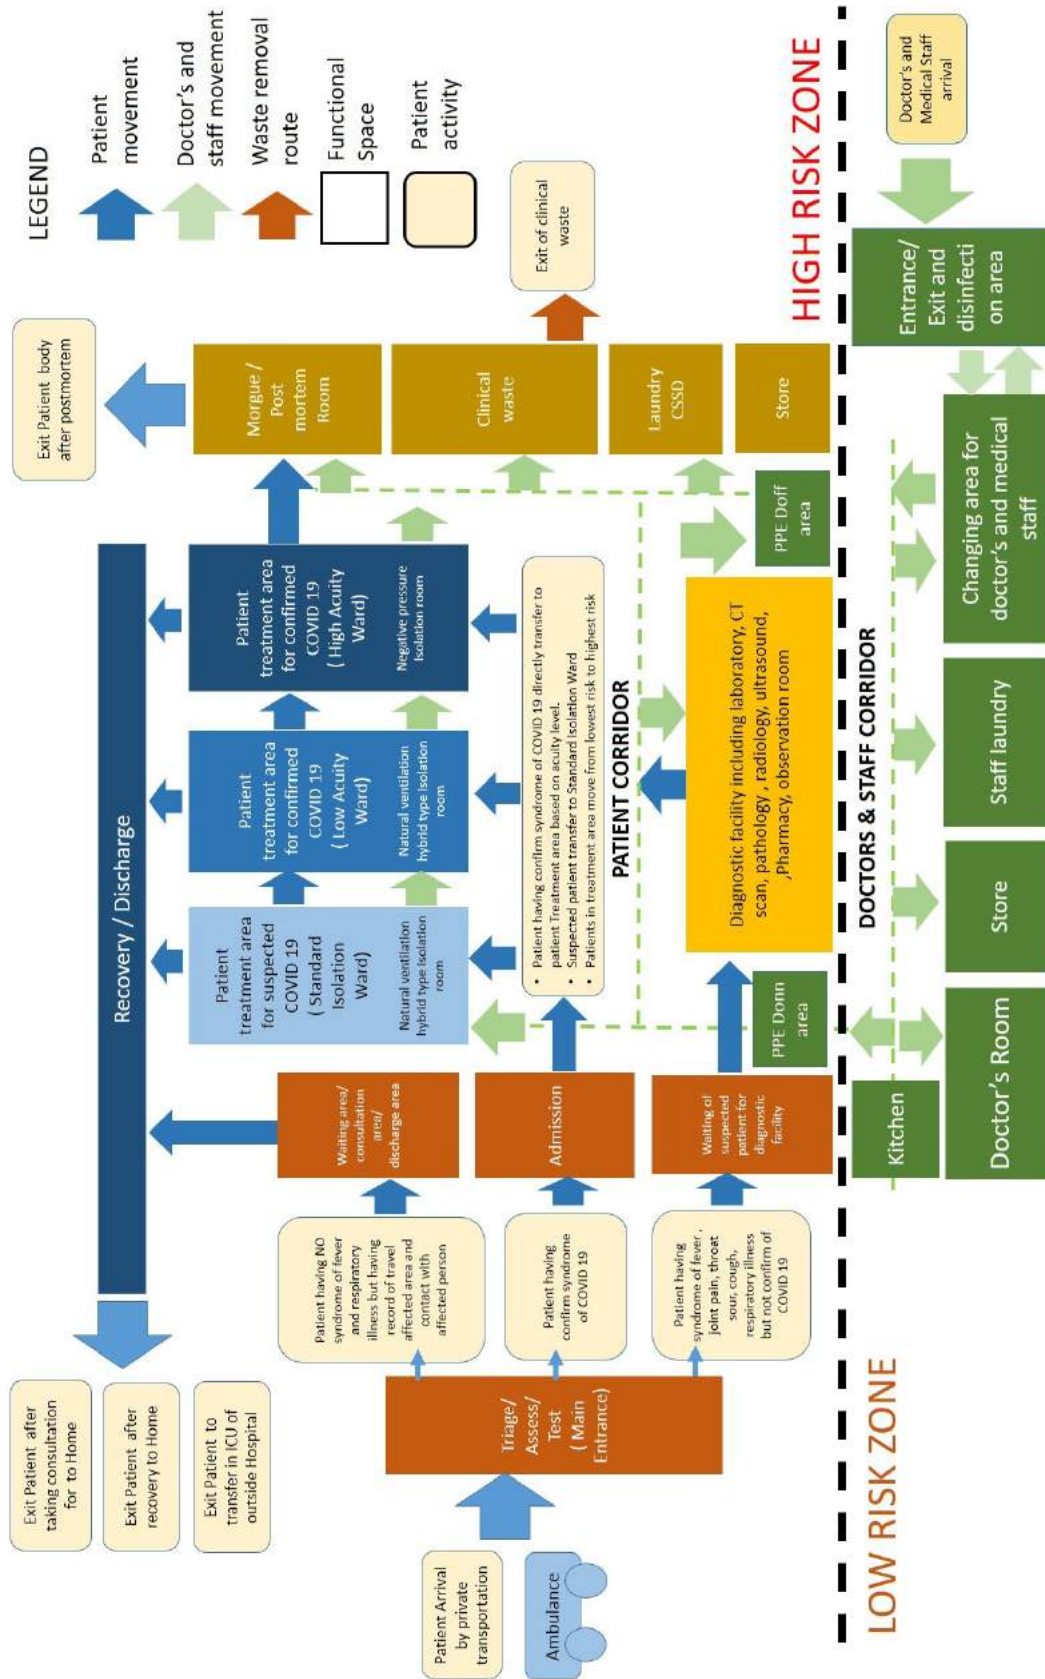 LEGEND
Patient
movement
Doctor's and
staff movement
Waste removal
route
Functional
Space
Patient
activity
Exit Patient after
taking consultation
for to Home
Exit Patient after
recovery to Home
Exit Patient to
transfer in ICU of
outside Hospital
Recovery / Discharge
Exit Patient body
after postmortem
Patient Arrival
by private
transportation
Ambulance
Triage/
Assess/
Test
( Main
Entrance)
Patient having NO
syndrome of fever
and respiratory
illness but having
record of travel
affected area and
contact with
affected person
Patient having
confirm syndrome
of COVID 19
Patient having
syndrome of fever ,
joint pain, throat
sour, cough,
respiratory illness
but not confirm of
COVID 19
Waiting area/
consultation
area/
discharge area
Admission
Waiting of
suspected
patient for
diagnostic
facility
Patient
treatment area
for suspected
COVID 19
( Standard
Isolation
Ward)
Natural ventilation
hybrid type Isolation
room
Patient
treatment area
for confirmed
COVID 19
( Low Acuity
Ward)
Natural ventilation
hybrid type Isolation
room
Patient
treatment area
for confirmed
COVID 19
( High Acuity
Ward)
Negative pressure
Isolation room
Morgue /
Post
mortem
Room
Clinical
waste
Laundry
CSSD
Store
Exit of clinical
waste
• Patient having confirm syndrome of COVID 19 directly transfer to
patient Treatment area based on acuity level.
• Suspected patient transfer to Standard Isolation Ward
• Patients in treatment area move from lowest risk to highest risk
PATIENT CORRIDOR
PPE Donn
area
Diagnostic facility including laboratory, CT
scan, pathology , radiology, ultrasound,
,Pharmacy, observation room
PPE Doff
area
LOW RISK ZONE
HIGH RISK ZONE
DOCTORS & STAFF CORRIDOR
Kitchen
Doctor's Room
Store
Staff laundry
Changing area for
doctor's and medical
staff
Entrance/
Exit and
disinfecti
on area
Doctor's and
Medical Staff
arrival